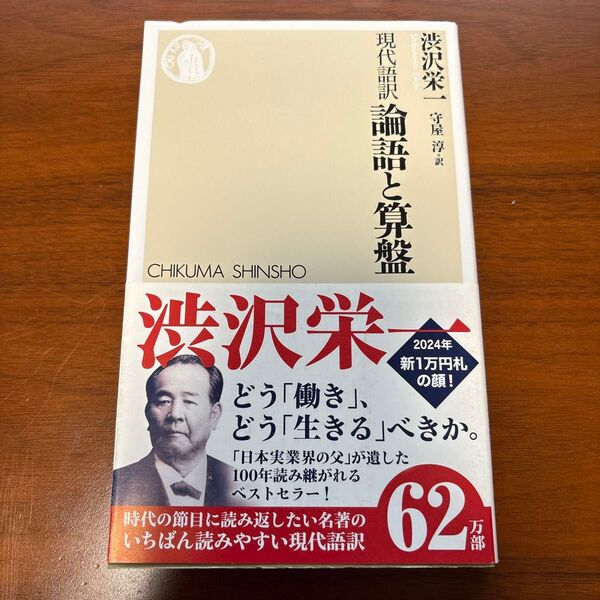 渋沢栄一
Shibusawa Eiichi
守屋 淳=訳
現代語訳
論語と算盤
CHIKUMA SHINSHO
渋沢栄一
2024年
新1万円札
の顔!
どう「働き」、
どう「生きる」べきか。
「日本実業界の父」が遺した
100年読み継がれる
ベストセラー!
時代の節目に読み返したい名著の
いちばん読みやすい現代語訳
62万部